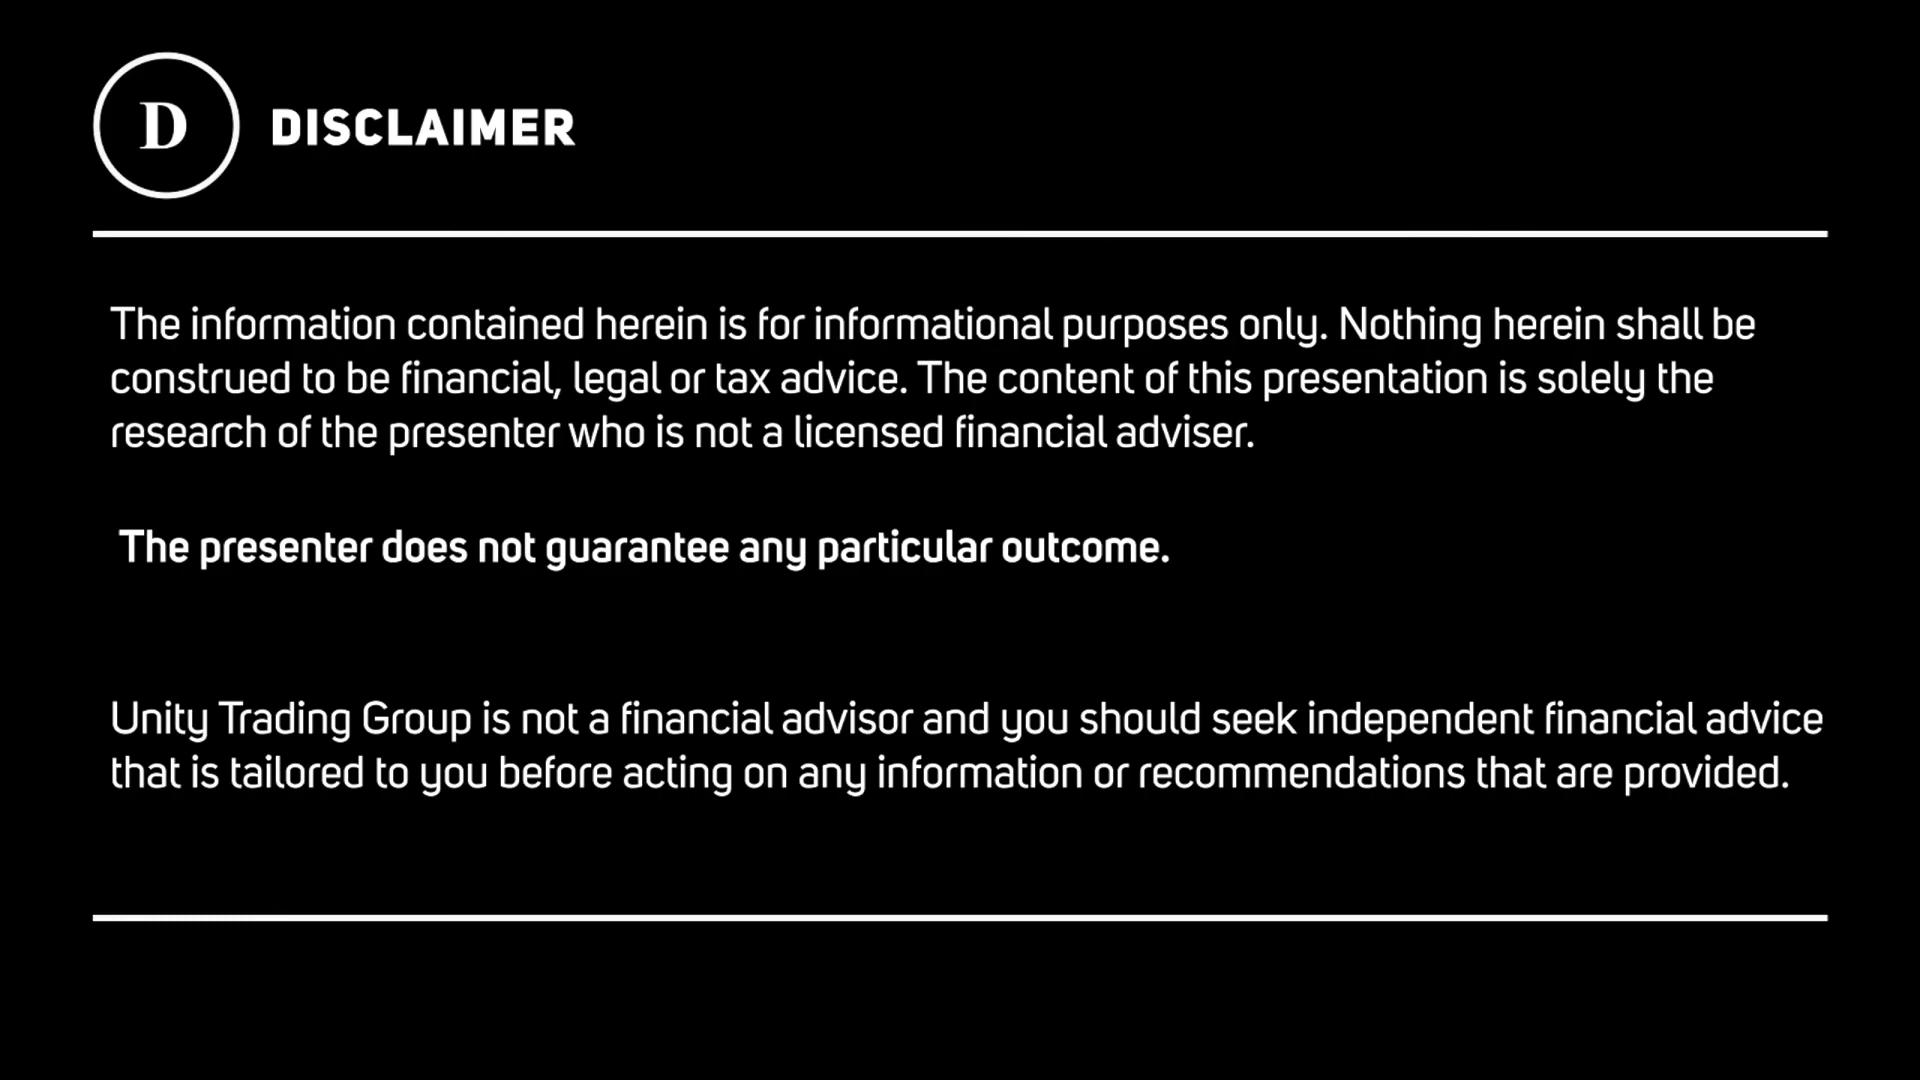 D
DISCLAIMER
The information contained herein is for informational purposes only. Nothing herein shall be
construed to be financial, legal or tax advice. The content of this presentation is solely the
research of the presenter who is not a licensed financial adviser.
The presenter does not guarantee any particular outcome.
Unity Trading Group is not a financial advisor and you should seek independent financial advice
that is tailored to you before acting on any information or recommendations that are provided.